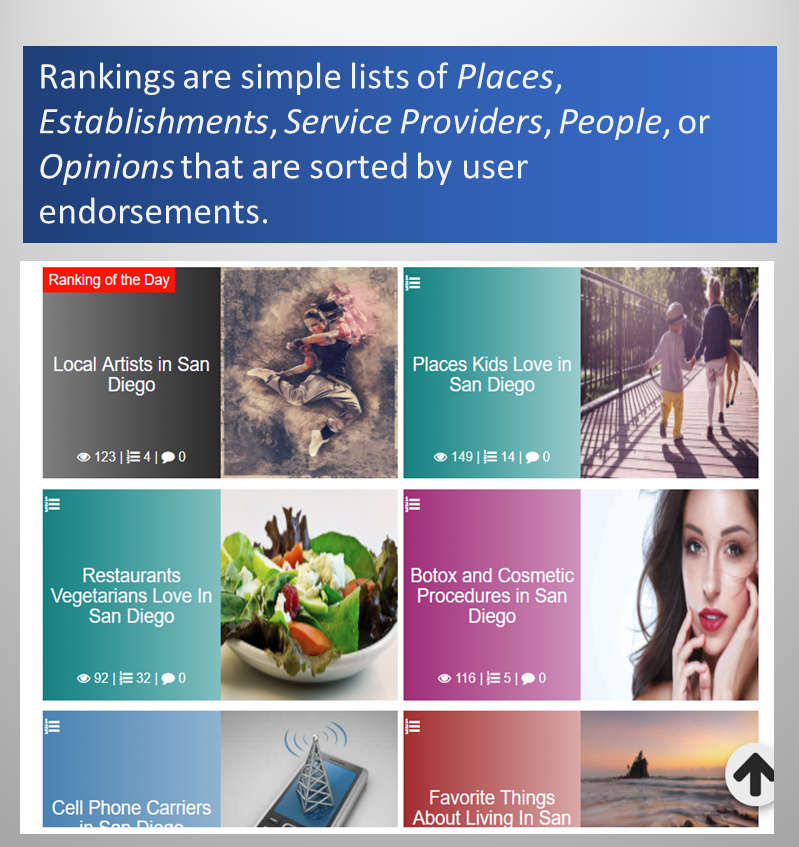 Rankings are simple lists of Places,
Establishments, Service Providers, People, or
Opinions that are sorted by user
endorsements.
Ranking of the Day
Local Artists in San
Diego
123 | 4 | 0
Places Kids Love in
San Diego
149 | 14 | 0
Restaurants
Vegetarians Love In
San Diego
92 | 32 | 0
Botox and Cosmetic
Procedures in San
Diego
116 | 5 | 0
Cell Phone Carriers
in San Diego
Favorite Things
About Living In San